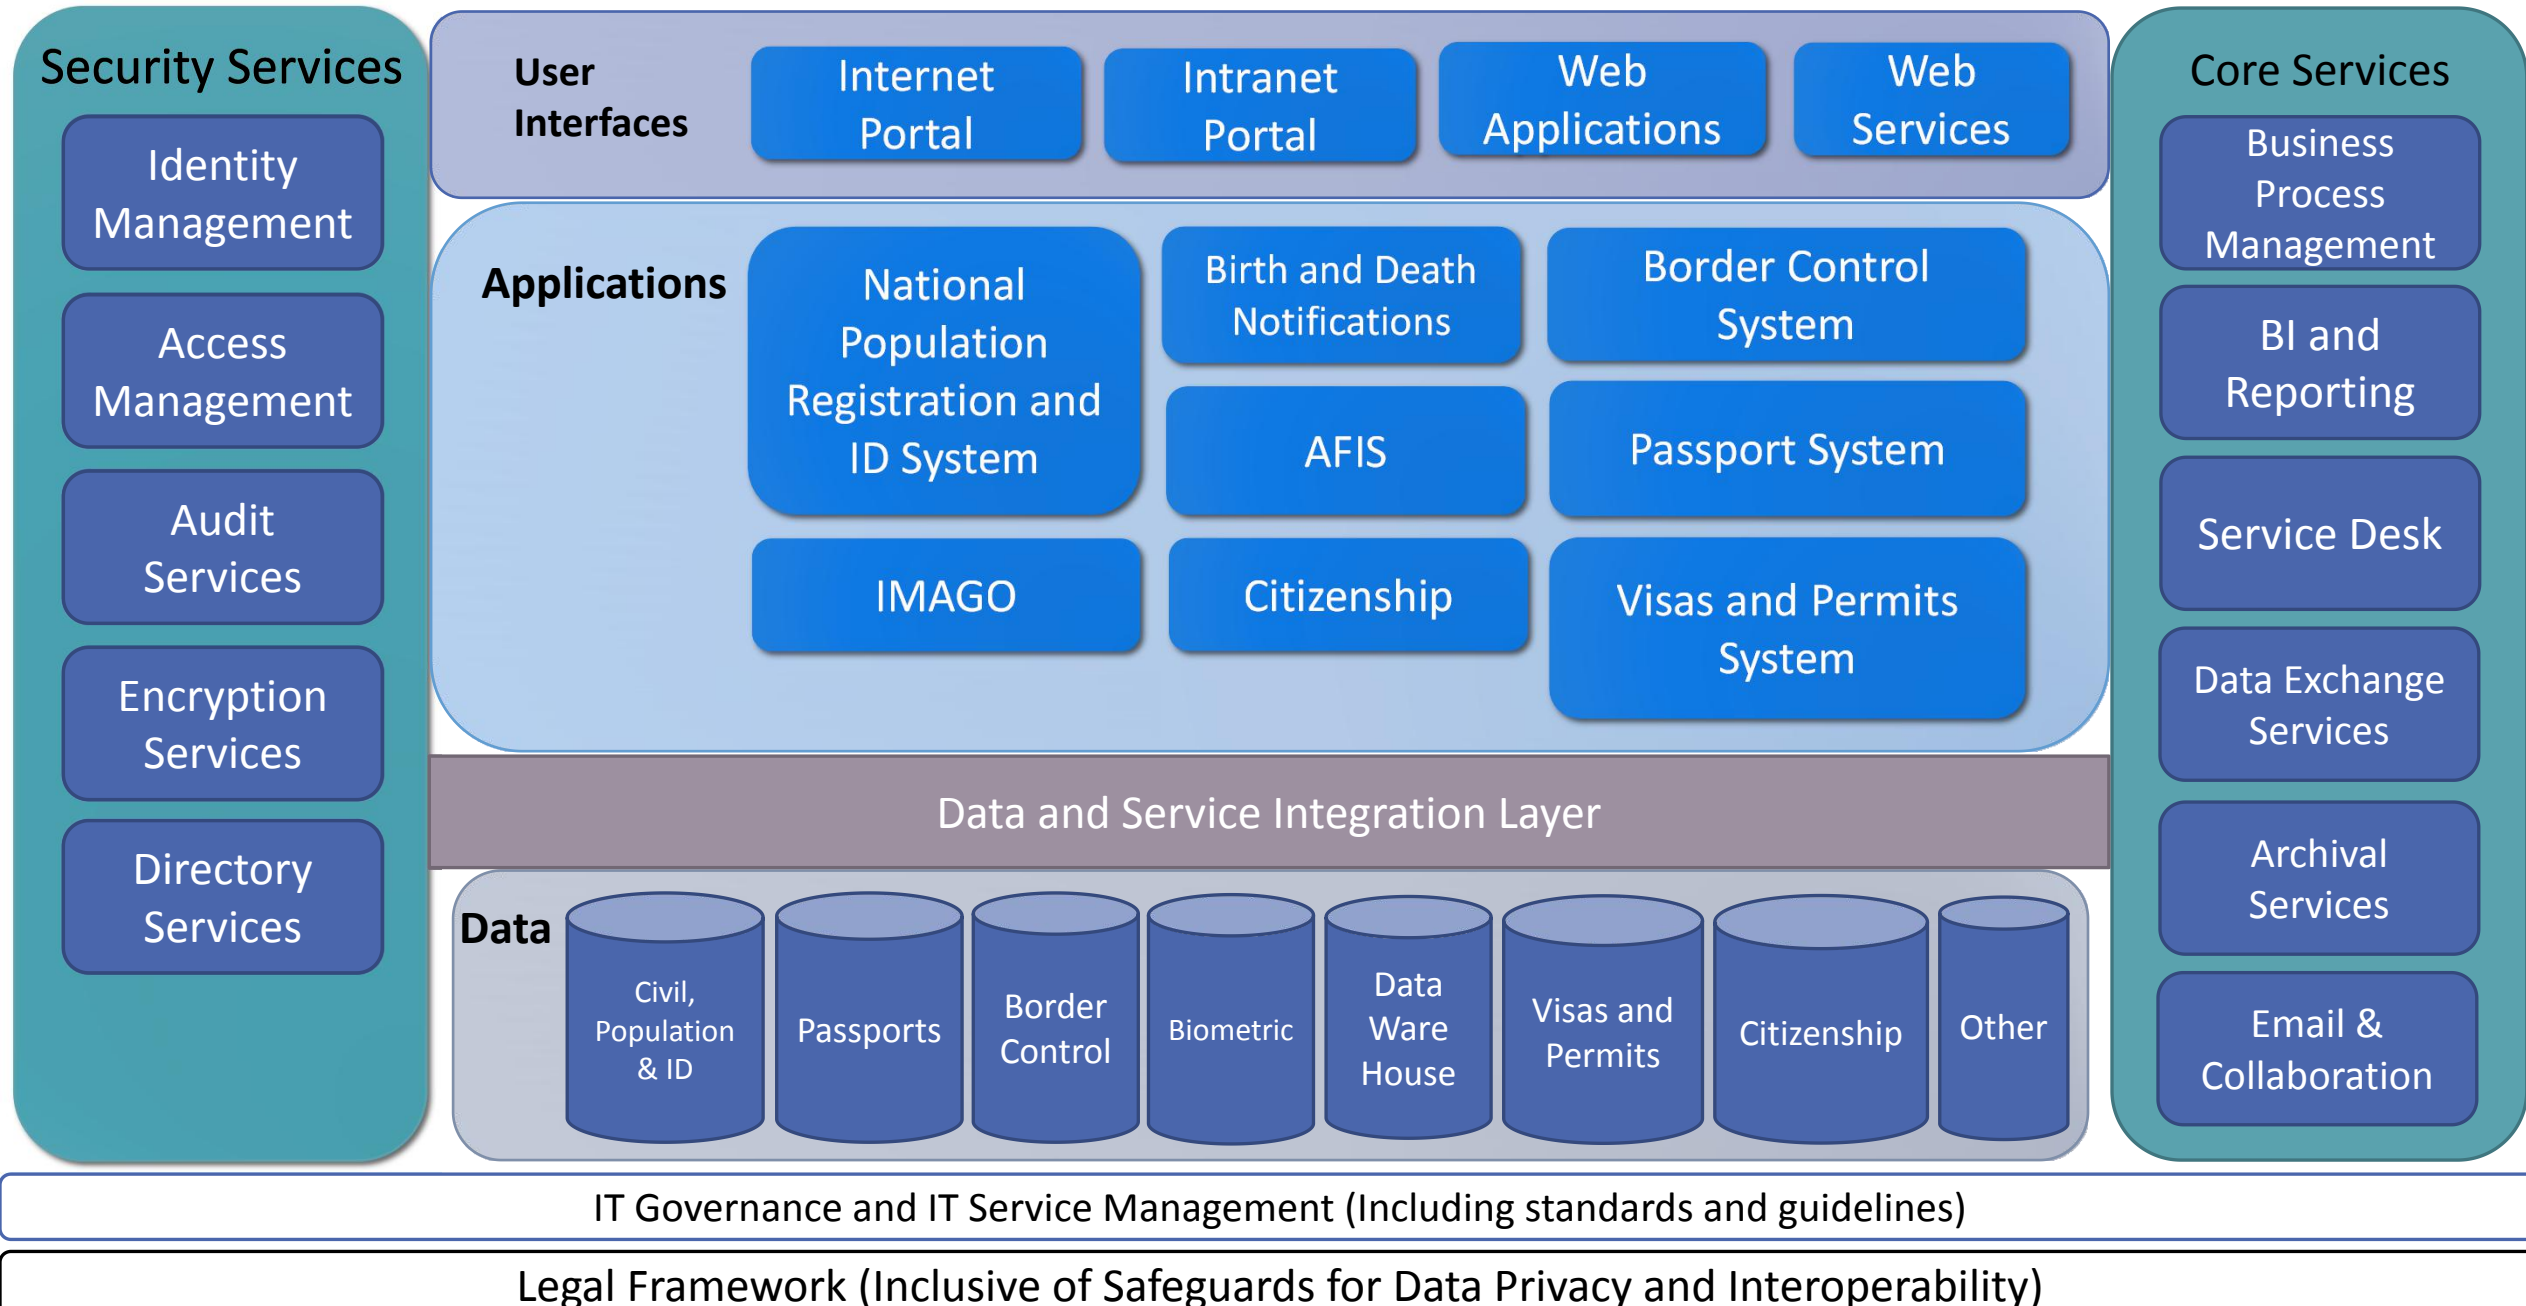 Security Services
Identity
Management
Access
Management
Audit
Services
Encryption
Services
Directory
Services
User
Interfaces
Internet
Portal
Intranet
Portal
Web
Applications
Web
Services
Applications
National
Population
Registration and
ID System
Birth and Death
Notifications
Border Control
System
AFIS
Passport System
IMAGO
Citizenship
Visas and Permits
System
Data and Service Integration Layer
Data
Civil,
Population
& ID
Passports
Border
Control
Biometric
Data
Ware
House
Visas and
Permits
Citizenship
Other
Core Services
Business
Process
Management
BI and
Reporting
Service Desk
Data Exchange
Services
Archival
Services
Email &
Collaboration
IT Governance and IT Service Management (Including standards and guidelines)
Legal Framework (Inclusive of Safeguards for Data Privacy and Interoperability)